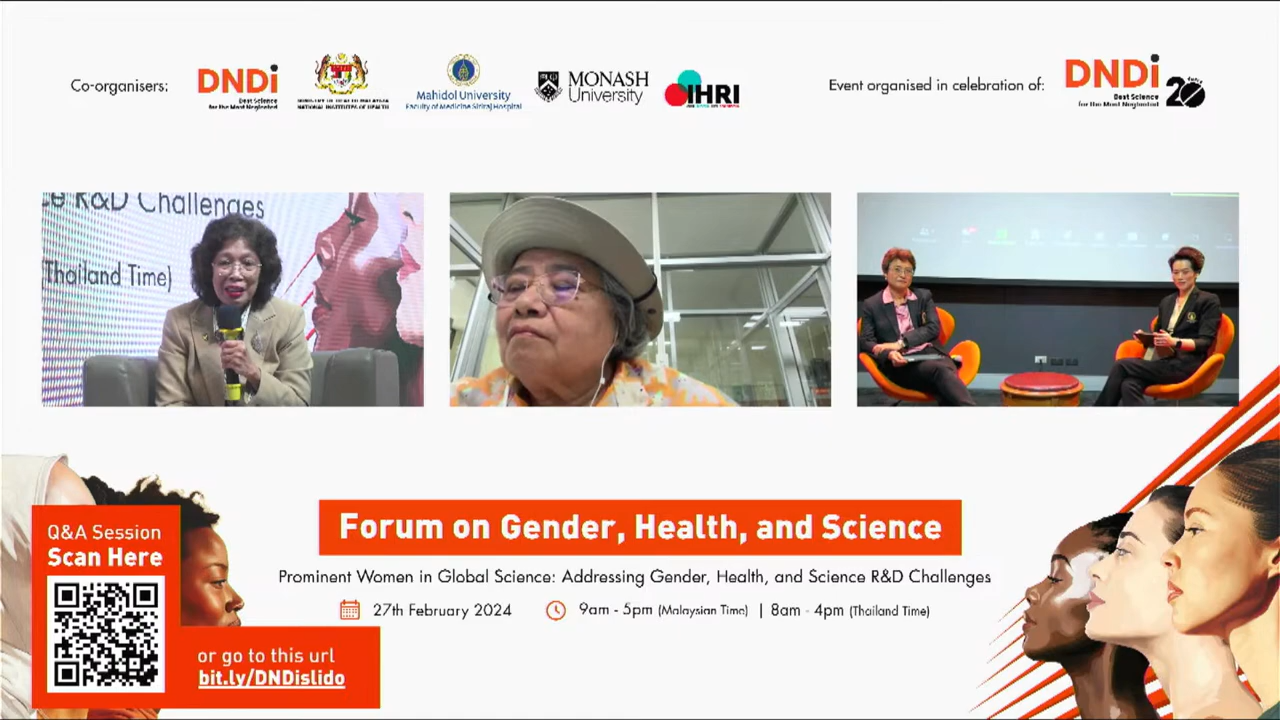 Co-organisers:
DNDi
Best Science
for the Most Neglected
NATIONAL INSTITUTES OF HEALTH
Mahidol University
Faculty of Medicine Siriraj Hospital
MONASH
University
IHRI
Event organised in celebration of:
DNDi
Best Science
for the Most Neglected
20
R&D Challenges
Thailand Time)
Forum on Gender, Health, and Science
Prominent Women in Global Science: Addressing Gender, Health, and Science R&D Challenges
27th February 2024
9am - 5pm (Malaysian Time) | 8am - 4pm (Thailand Time)
Q&A Session
Scan Here
or go to this url
bit.ly/DNDislido